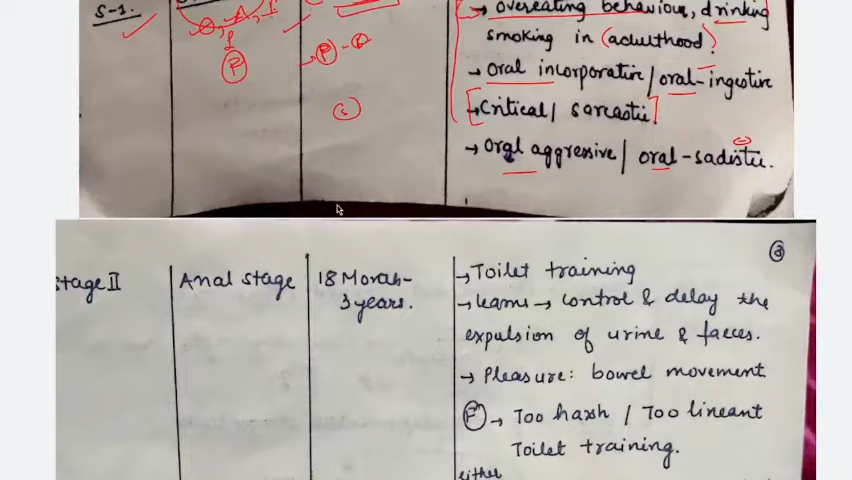 S-1.
→ overeating behaviour, drinking
smoking in (adulthood)
→ oral incorporative / oral-ingestive
→ Critical / sarcastic
→ oral aggressive / oral-sadistic.
3
stage II
Anal stage
18 Month-
3 years.
→ Toilet training
→ learns → control & delay the
expulsion of urine & faeces.
→ Pleasure: bowel movement
→ Too harsh / Too lineant
Toilet training.
either